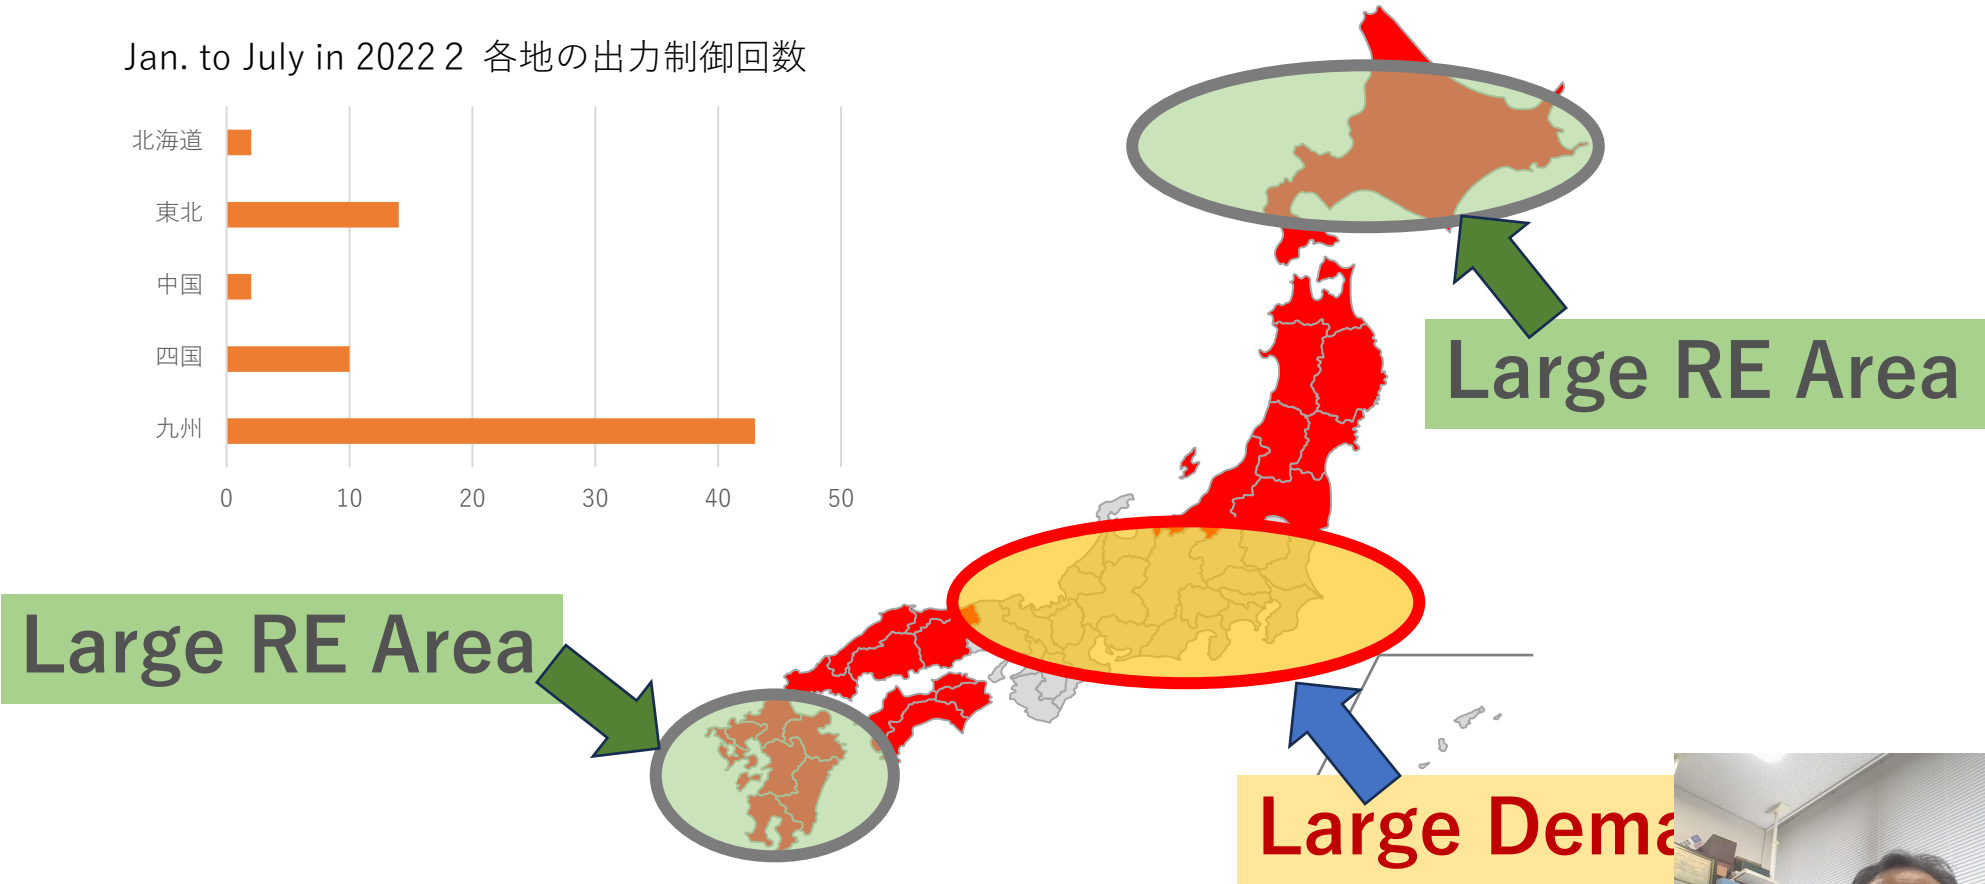 Jan. to July in 2022２ 各地の出力制御回数
北海道
東北
中国
四国
九州
0 10 20 30 40 50
Large RE Area
Large RE Area
Large Dema